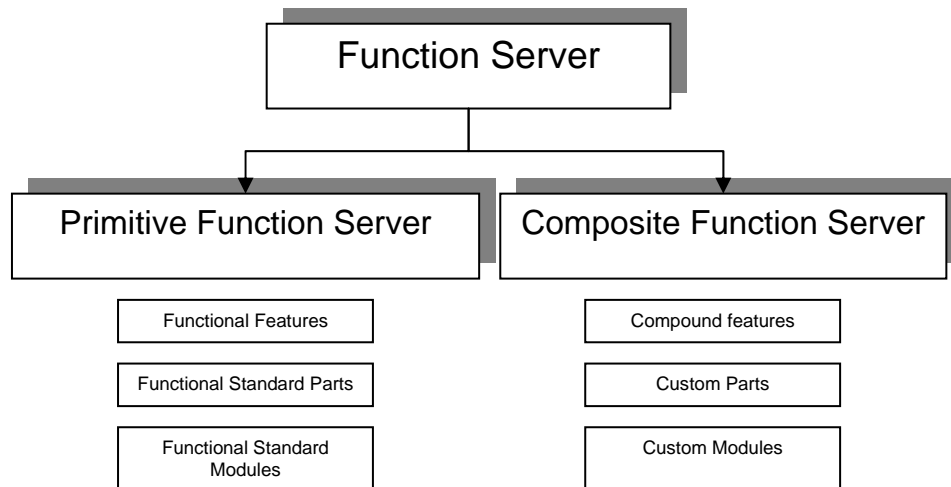 Function Server
Primitive Function Server
Composite Function Server
Functional Features
Functional Standard Parts
Functional Standard
Modules
Compound features
Custom Parts
Custom Modules